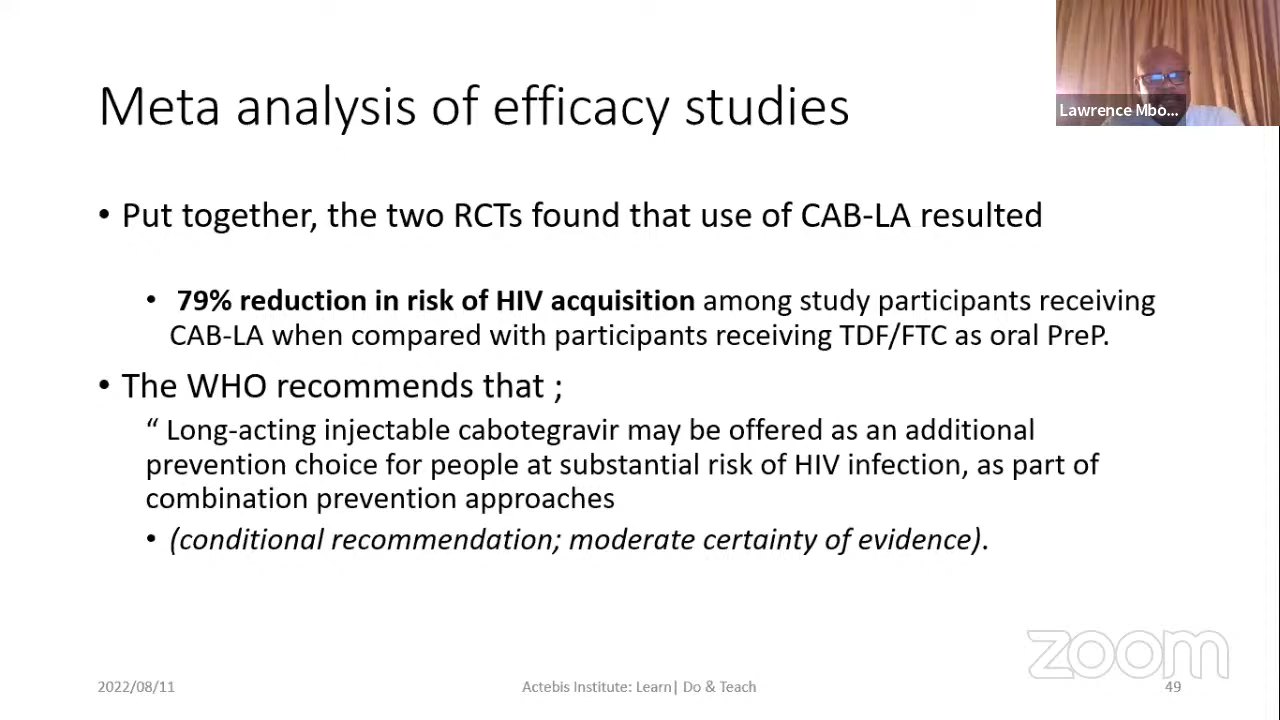 Lawrence Mbo...
Meta analysis of efficacy studies
• Put together, the two RCTs found that use of CAB-LA resulted
• 79% reduction in risk of HIV acquisition among study participants receiving
CAB-LA when compared with participants receiving TDF/FTC as oral PreP.
• The WHO recommends that ;
“ Long-acting injectable cabotegravir may be offered as an additional
prevention choice for people at substantial risk of HIV infection, as part of
combination prevention approaches
• (conditional recommendation; moderate certainty of evidence).
zoom
2022/08/11
Actebis Institute: Learn| Do & Teach
49